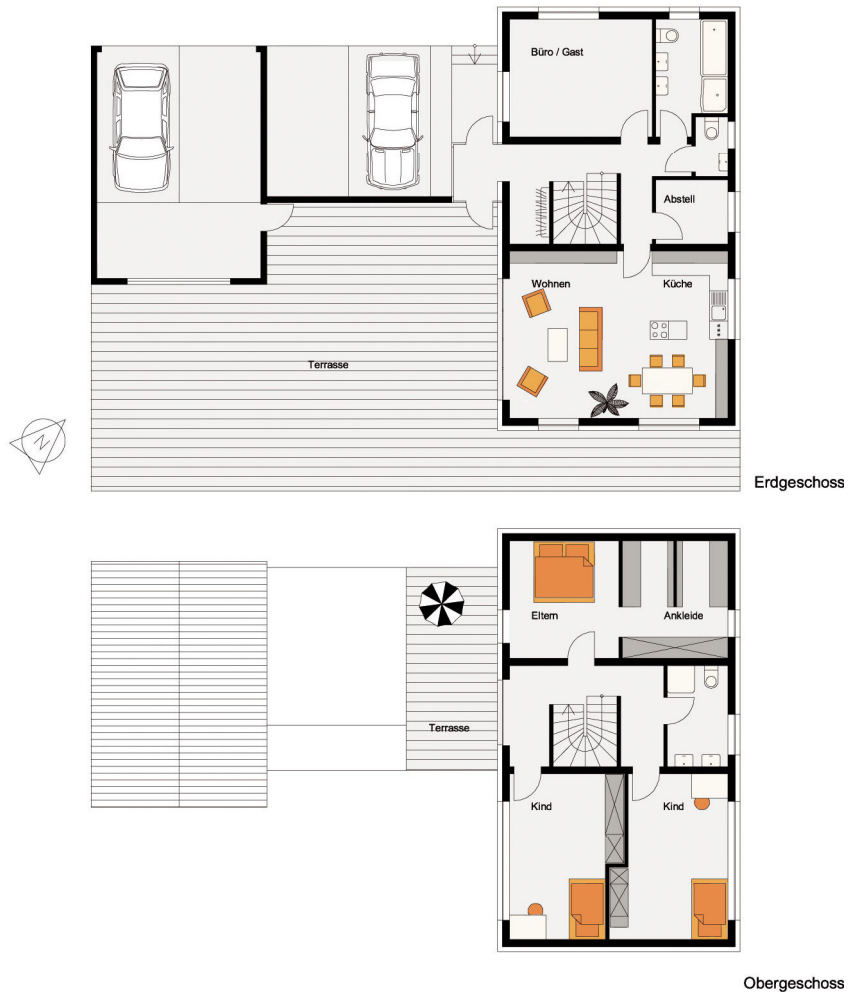 Büro / Gast
Abstell
Wohnen
Küche
Terrasse
N
Erdgeschoss
Eltern
Ankleide
Terrasse
Kind
Kind
Obergeschoss